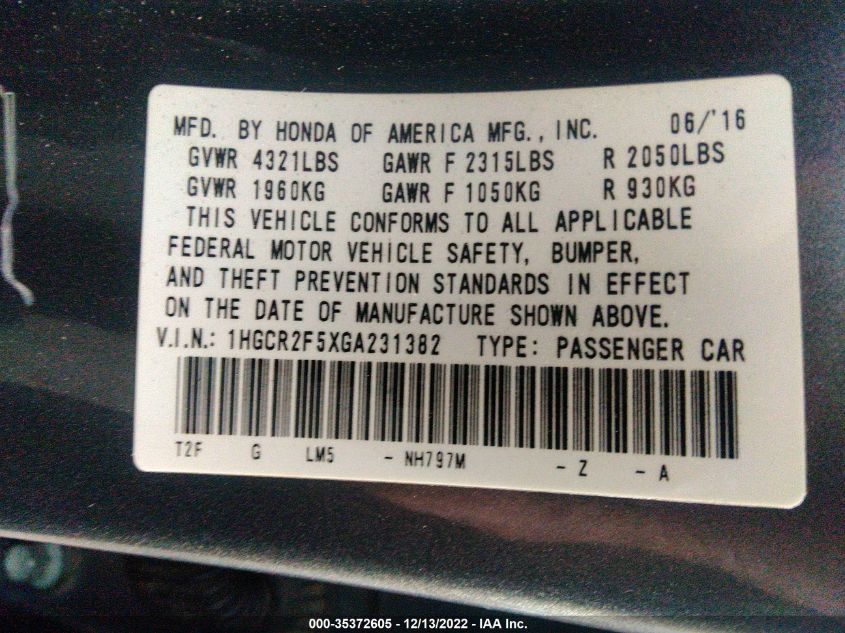 MFD. BY HONDA OF AMERICA MFG., INC. 06/'16
GVWR 4321LBS GAWR F 2315LBS R 2050LBS
GVWR 1960KG GAWR F 1050KG R 930KG
THIS VEHICLE CONFORMS TO ALL APPLICABLE
FEDERAL MOTOR VEHICLE SAFETY, BUMPER,
AND THEFT PREVENTION STANDARDS IN EFFECT
ON THE DATE OF MANUFACTURE SHOWN ABOVE.
V.I.N.: 1HGCR2F5XGA231382 TYPE: PASSENGER CAR
T2F G LM5 - NH797M - Z - A
000-35372605 - 12/13/2022 - IAA Inc.